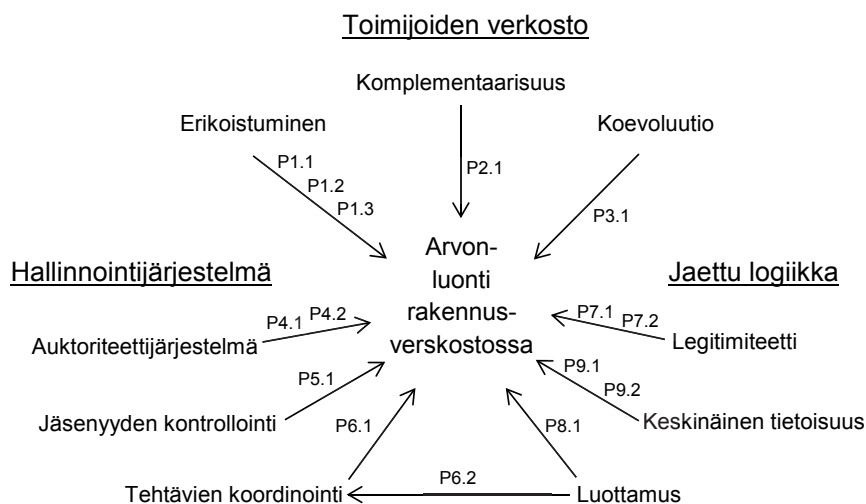 Toimijoiden verkosto
Komplementaarisuus
Erikoistuminen
Koevoluutio
P1.1
P1.2
P1.3
P2.1
P3.1
Arvon-
luonti
rakennus-
verskostossa
Hallinnointijärjestelmä
Jaettu logiikka
P4.1
P4.2
Auktoriteettijärjestelmä
P7.1
P7.2
Legitimiteetti
P5.1
Jäsenyyden kontrollointi
P9.1
P9.2
Keskinäinen tietoisuus
P6.1
P8.1
Tehtävien koordinointi
P6.2
Luottamus